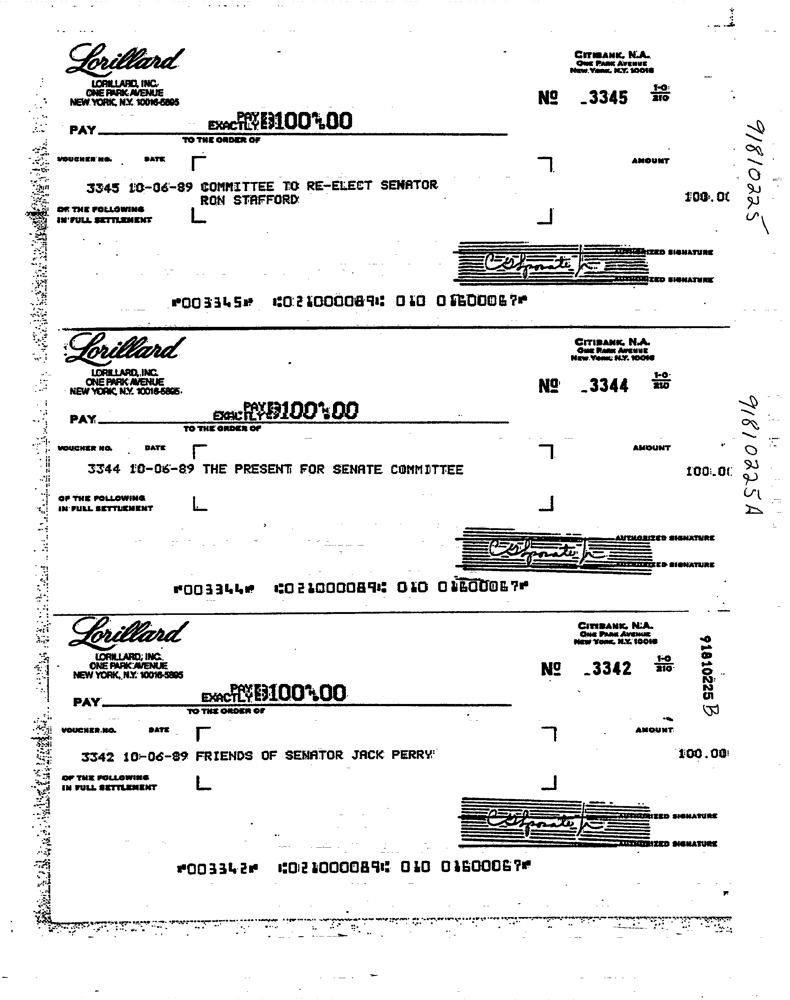 Lorillard
LORILLARD, INC.
ONE PARK AVENUE
NEW YORK, N.Y. 10016-5895
CITIBANK, N.A.
ONE PARK AVENUE
NEW YORK, N.Y. 10016
Nº 3345 1-0/210
PAY EXACTLY PAY $100&00
TO THE ORDER OF
VOUCHER NO. DATE AMOUNT
3345 10-06-89 COMMITTEE TO RE-ELECT SENATOR
RON STAFFORD
100.00
OF THE FOLLOWING
IN FULL SETTLEMENT
AUTHORIZED SIGNATURE
AUTHORIZED SIGNATURE
⑈003345⑈ ⑆021000089⑆ 010 01600067⑈
91810225
Lorillard
LORILLARD, INC.
ONE PARK AVENUE
NEW YORK, N.Y. 10016-5895
CITIBANK, N.A.
ONE PARK AVENUE
NEW YORK, N.Y. 10016
Nº 3344 1-0/210
PAY EXACTLY PAY $100&00
TO THE ORDER OF
VOUCHER NO. DATE AMOUNT
3344 10-06-89 THE PRESENT FOR SENATE COMMITTEE 100.00
OF THE FOLLOWING
IN FULL SETTLEMENT
AUTHORIZED SIGNATURE
AUTHORIZED SIGNATURE
⑈003344⑈ ⑆021000089⑆ 010 01600067⑈
91810225A
Lorillard
LORILLARD, INC.
ONE PARK AVENUE
NEW YORK, N.Y. 10016-5895
CITIBANK, N.A.
ONE PARK AVENUE
NEW YORK, N.Y. 10016
Nº 3342 1-0/210
PAY EXACTLY PAY $100&00
TO THE ORDER OF
VOUCHER NO. DATE AMOUNT
3342 10-06-89 FRIENDS OF SENATOR JACK PERRY 100.00
OF THE FOLLOWING
IN FULL SETTLEMENT
AUTHORIZED SIGNATURE
AUTHORIZED SIGNATURE
⑈003342⑈ ⑆021000089⑆ 010 01600067⑈
91810225 B